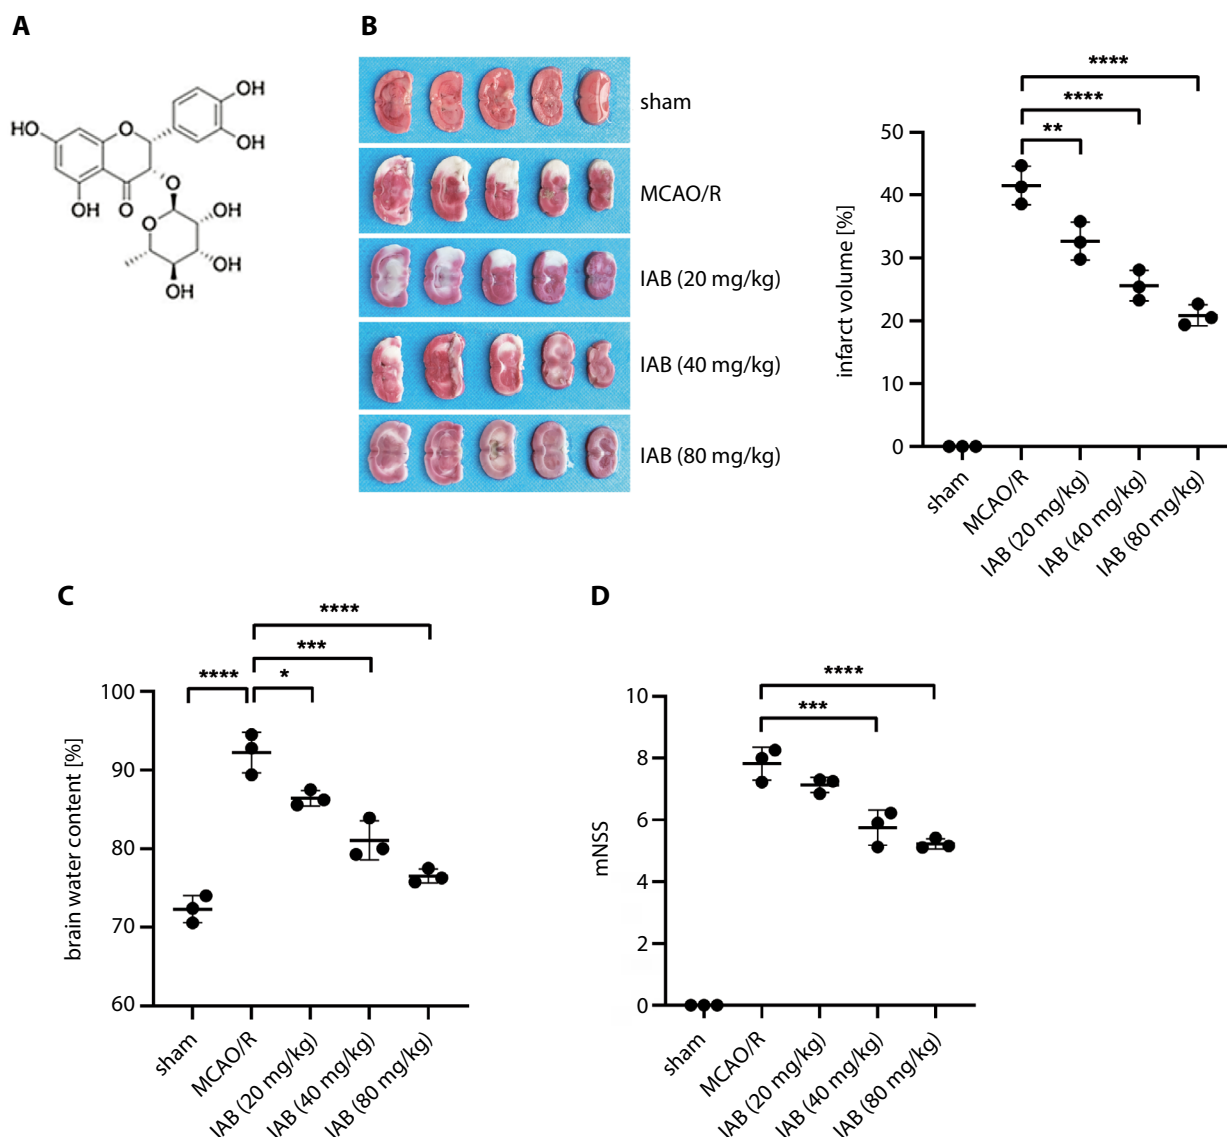 A
OH
OH
HO
O
O
O
OH
O
OH
OH
OH
B
sham
MCAO/R
IAB (20 mg/kg)
IAB (40 mg/kg)
IAB (80 mg/kg)
****
****
**
infarct volume [%]
50
40
30
20
10
0
sham
MCAO/R
IAB (20 mg/kg)
IAB (40 mg/kg)
IAB (80 mg/kg)
C
****
***
****
*
brain water content [%]
100
90
80
70
60
sham
MCAO/R
IAB (20 mg/kg)
IAB (40 mg/kg)
IAB (80 mg/kg)
D
****
***
mNSS
10
8
6
4
2
0
sham
MCAO/R
IAB (20 mg/kg)
IAB (40 mg/kg)
IAB (80 mg/kg)